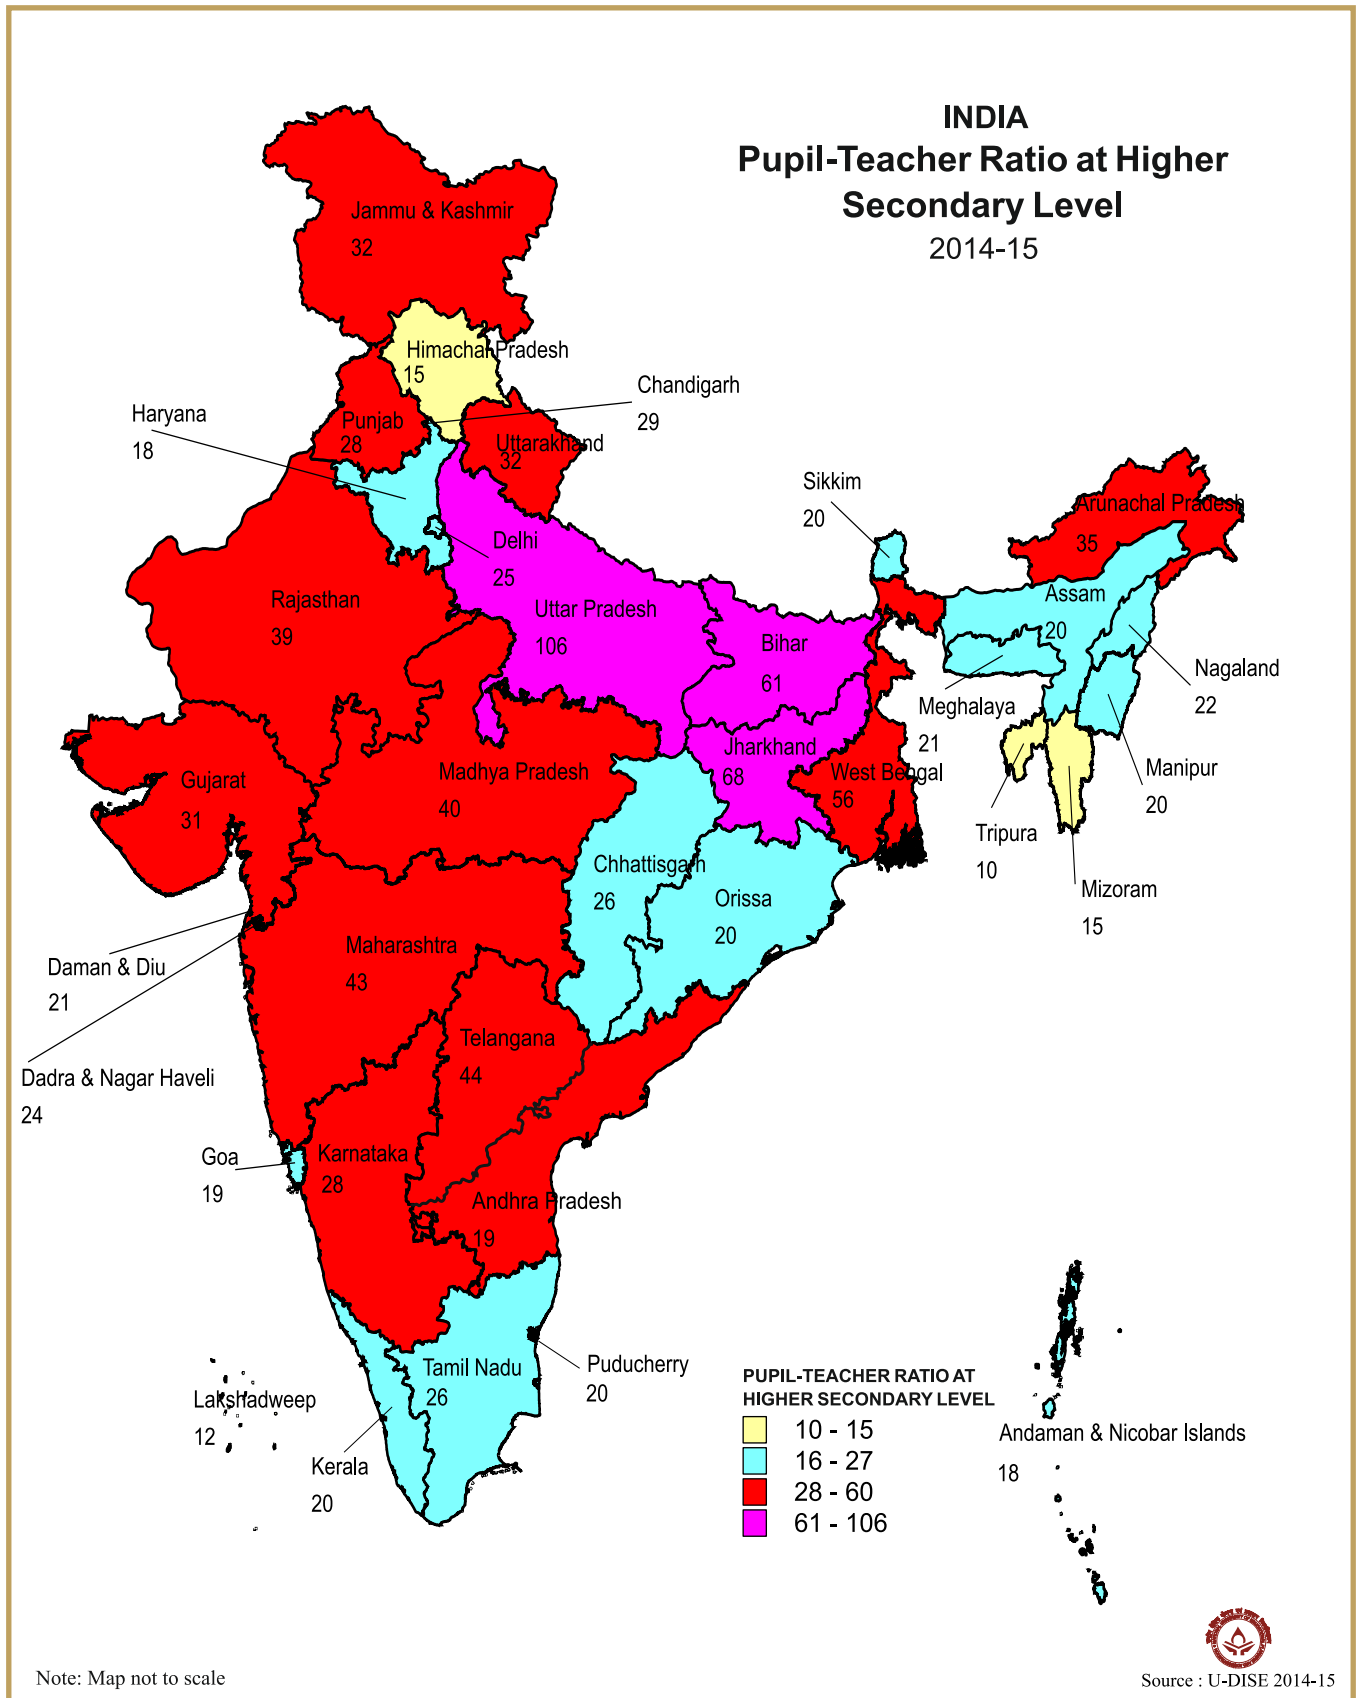 INDIA
Pupil-Teacher Ratio at Higher
Secondary Level
2014-15
Jammu & Kashmir
32
Himachal Pradesh
15
Chandigarh
29
Haryana
18
Punjab
28
Uttarakhand
32
Sikkim
20
Arunachal Pradesh
35
Delhi
25
Rajasthan
39
Uttar Pradesh
106
Assam
20
Bihar
61
Nagaland
22
Meghalaya
21
Jharkhand
68
Madhya Pradesh
40
West Bengal
56
Manipur
20
Gujarat
31
Tripura
10
Chhattisgarh
26
Mizoram
15
Orissa
20
Maharashtra
43
Daman & Diu
21
Telangana
44
Dadra & Nagar Haveli
24
Goa
19
Karnataka
28
Andhra Pradesh
19
Tamil Nadu
26
Puducherry
20
Lakshadweep
12
Kerala
20
Andaman & Nicobar Islands
18
PUPIL-TEACHER RATIO AT
HIGHER SECONDARY LEVEL
10 - 15
16 - 27
28 - 60
61 - 106
Note: Map not to scale
Source : U-DISE 2014-15